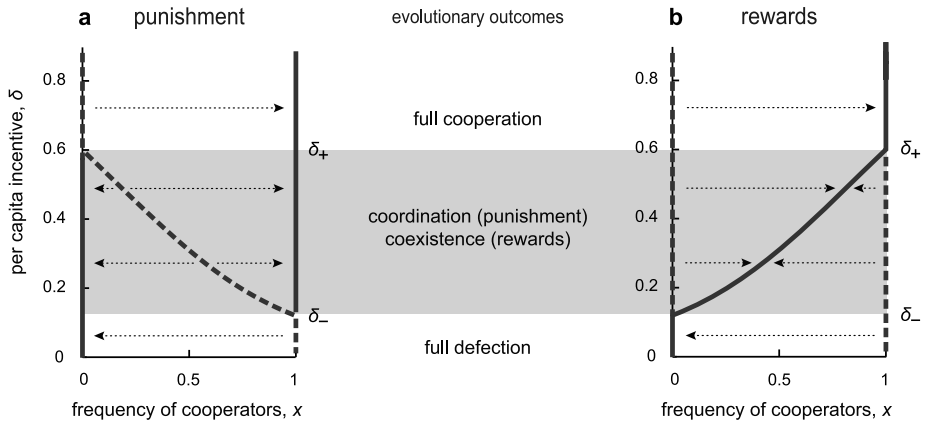 a punishment
evolutionary outcomes
b rewards
per capita incentive, δ
0.8
0.6
0.4
0.2
0
0
0.5
1
frequency of cooperators, x
δ+
δ−
full cooperation
coordination (punishment)
coexistence (rewards)
full defection
0.8
0.6
0.4
0.2
0
0
0.5
1
frequency of cooperators, x
δ+
δ−